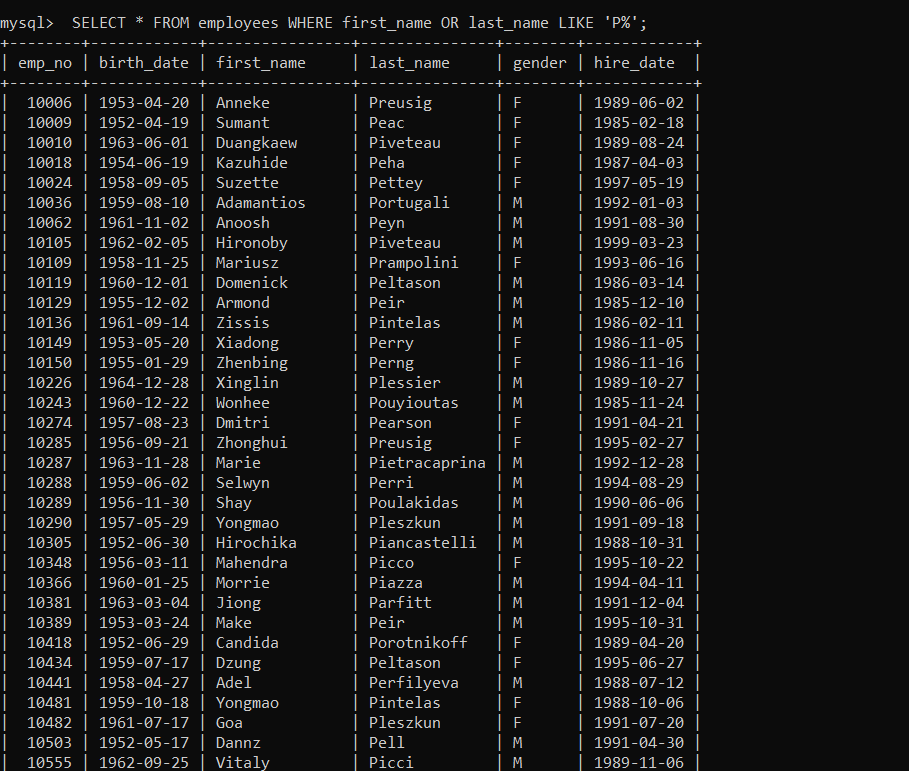 mysql>  SELECT * FROM employees WHERE first_name OR last_name LIKE 'P%';
+--------+------------+----------------+--------------+--------+------------+
| emp_no | birth_date | first_name     | last_name     | gender | hire_date  |
+--------+------------+----------------+--------------+--------+------------+
|  10006 | 1953-04-20 | Anneke         | Preusig       | F      | 1989-06-02 |
|  10009 | 1952-04-19 | Sumant         | Peac          | F      | 1985-02-18 |
|  10010 | 1963-06-01 | Duangkaew      | Piveteau      | F      | 1989-08-24 |
|  10018 | 1954-06-19 | Kazuhide       | Peha          | F      | 1987-04-03 |
|  10024 | 1958-09-05 | Suzette        | Pettey        | F      | 1997-05-19 |
|  10036 | 1959-08-10 | Adamantios     | Portugali     | M      | 1992-01-03 |
|  10062 | 1961-11-02 | Anoosh         | Peyn          | M      | 1991-08-30 |
|  10105 | 1962-02-05 | Hironoby       | Piveteau      | M      | 1999-03-23 |
|  10109 | 1958-11-25 | Mariusz        | Prampolini    | F      | 1993-06-16 |
|  10119 | 1960-12-01 | Domenick       | Peltason      | M      | 1986-03-14 |
|  10129 | 1955-12-02 | Armond         | Peir          | M      | 1985-12-10 |
|  10136 | 1961-09-14 | Zissis         | Pintelas      | M      | 1986-02-11 |
|  10149 | 1953-05-20 | Xiadong        | Perry         | F      | 1986-11-05 |
|  10150 | 1955-01-29 | Zhenbing       | Perng         | F      | 1986-11-16 |
|  10226 | 1964-12-28 | Xinglin        | Plessier      | M      | 1989-10-27 |
|  10243 | 1960-12-22 | Wonhee         | Pouyioutas    | M      | 1985-11-24 |
|  10274 | 1957-08-23 | Dmitri         | Pearson       | F      | 1991-04-21 |
|  10285 | 1956-09-21 | Zhonghui       | Preusig       | F      | 1995-02-27 |
|  10287 | 1963-11-28 | Marie          | Pietracaprina | M      | 1992-12-28 |
|  10288 | 1959-06-02 | Selwyn         | Perri         | M      | 1994-08-29 |
|  10289 | 1956-11-30 | Shay           | Poulakidas    | M      | 1990-06-06 |
|  10290 | 1957-05-29 | Yongmao        | Pleszkun      | M      | 1991-09-18 |
|  10305 | 1952-06-30 | Hirochika      | Piancastelli  | M      | 1988-10-31 |
|  10348 | 1956-03-11 | Mahendra       | Picco         | F      | 1995-10-22 |
|  10366 | 1960-01-25 | Morrie         | Piazza        | M      | 1994-04-11 |
|  10381 | 1963-03-04 | Jiong          | Parfitt       | M      | 1991-12-04 |
|  10389 | 1953-03-24 | Make           | Peir          | M      | 1995-10-31 |
|  10418 | 1952-06-29 | Candida        | Porotnikoff   | F      | 1989-04-20 |
|  10434 | 1959-07-17 | Dzung          | Peltason      | F      | 1995-06-27 |
|  10441 | 1958-04-27 | Adel           | Perfilyeva    | M      | 1988-07-12 |
|  10481 | 1959-10-18 | Yongmao        | Pintelas      | F      | 1988-10-06 |
|  10482 | 1961-07-17 | Goa            | Pleszkun      | F      | 1991-07-20 |
|  10503 | 1952-05-17 | Dannz          | Pell          | M      | 1991-04-30 |
|  10555 | 1962-09-25 | Vitaly         | Picci         | M      | 1989-11-06 |